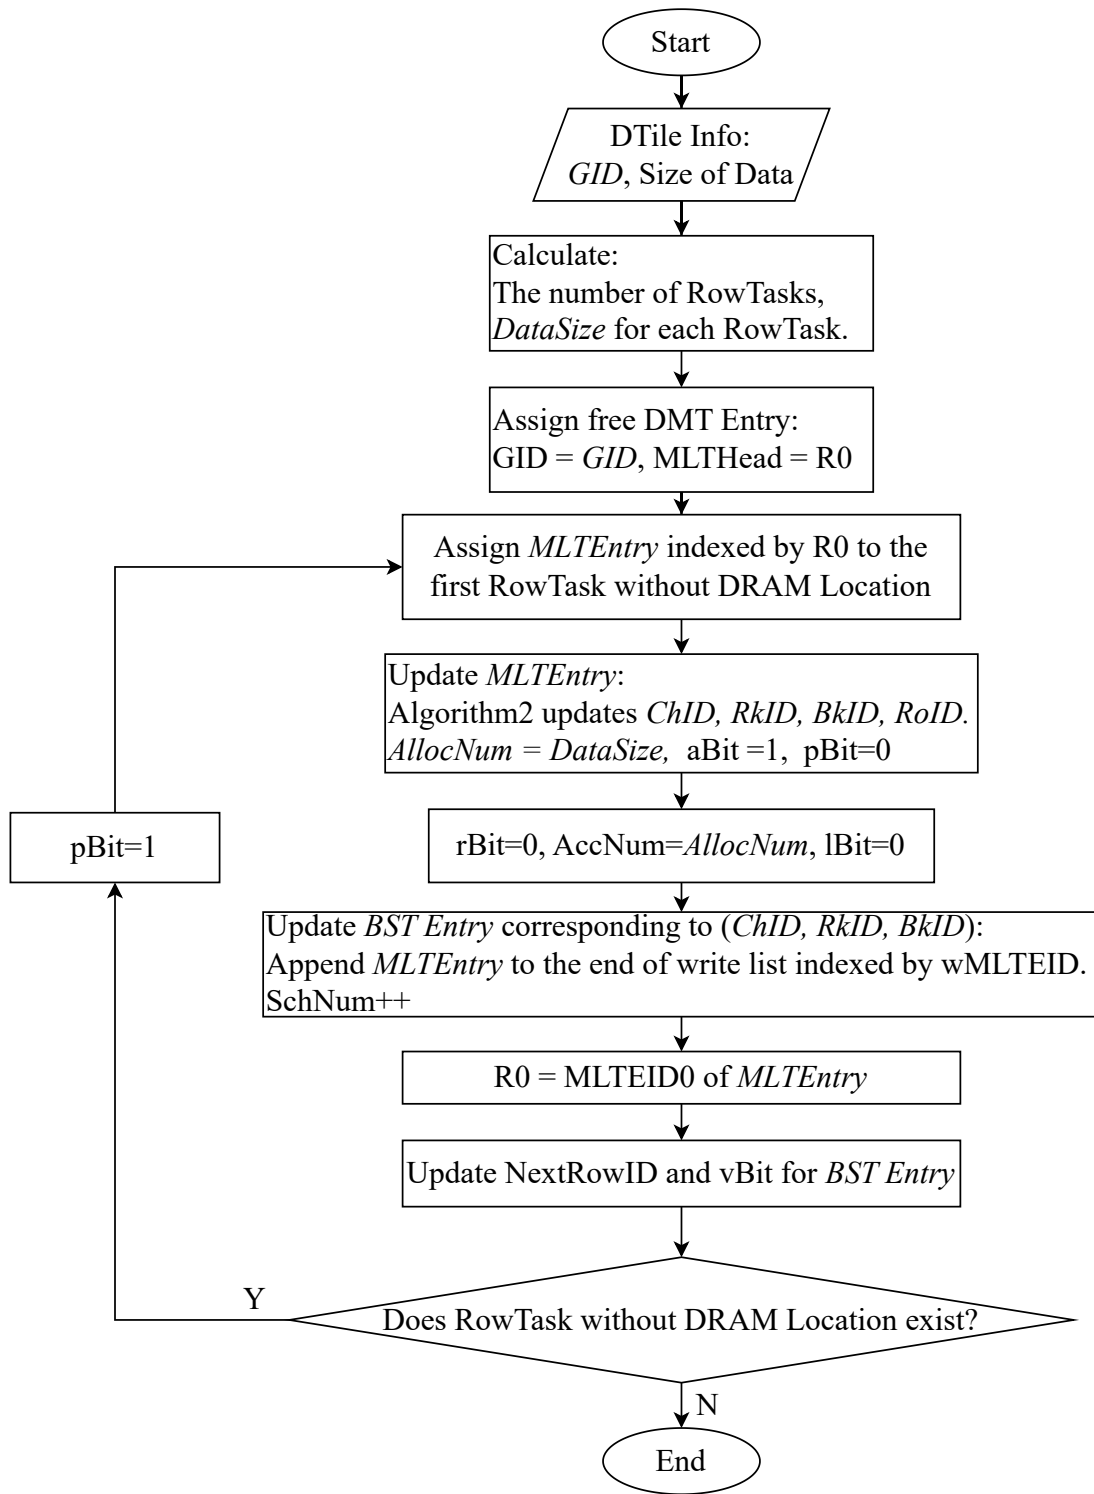 Start
DTile Info:
GID, Size of Data
Calculate:
The number of RowTasks,
DataSize for each RowTask.
Assign free DMT Entry:
GID = GID, MLTHead = R0
Assign MLTEntry indexed by R0 to the
first RowTask without DRAM Location
Update MLTEntry:
Algorithm2 updates ChID, RkID, BkID, RoID.
AllocNum = DataSize, aBit =1, pBit=0
pBit=1
rBit=0, AccNum=AllocNum, lBit=0
Update BST Entry corresponding to (ChID, RkID, BkID):
Append MLTEntry to the end of write list indexed by wMLTEID.
SchNum++
R0 = MLTEID0 of MLTEntry
Update NextRowID and vBit for BST Entry
Y
Does RowTask without DRAM Location exist?
N
End